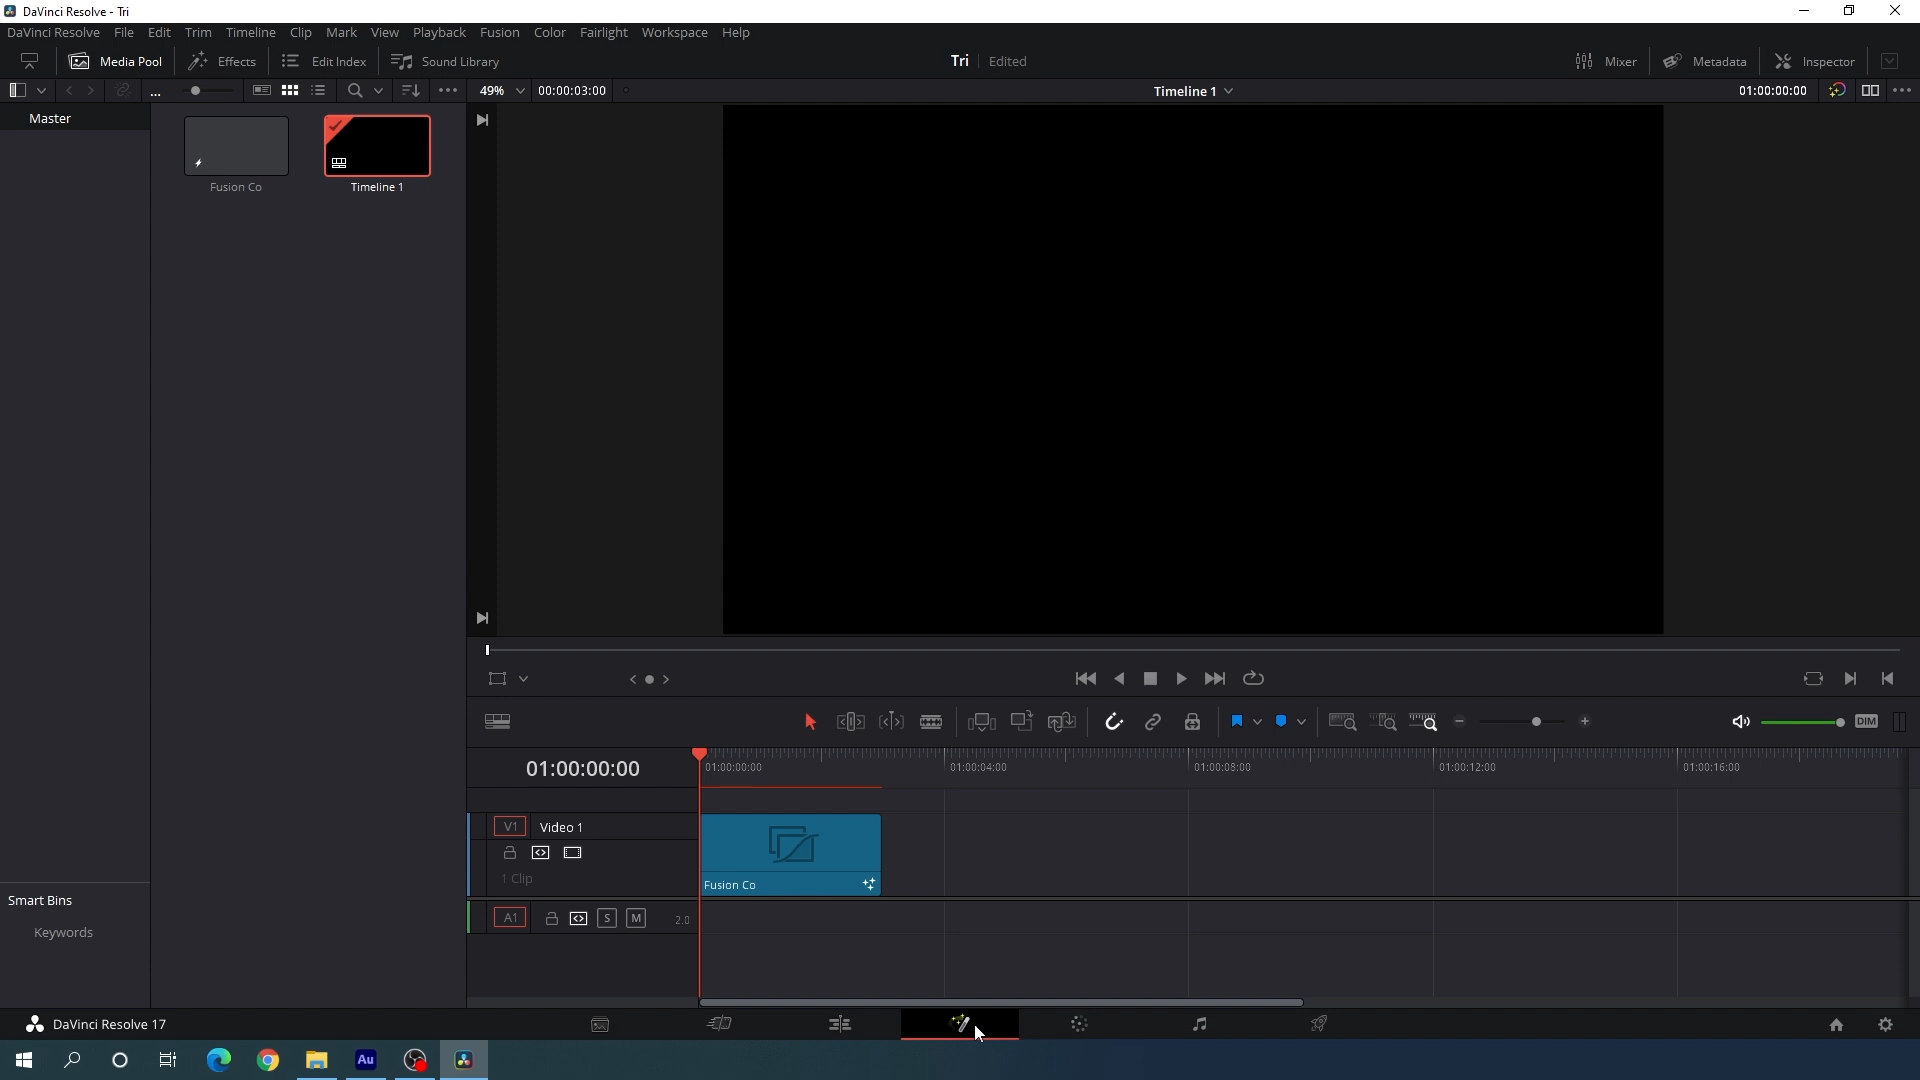 DaVinci Resolve - Tri
DaVinci Resolve File Edit Trim Timeline Clip Mark View Playback Fusion Color Fairlight Workspace Help
Media Pool Effects Edit Index Sound Library Tri Edited Mixer Metadata Inspector
... 49% 00:00:03:00 Timeline 1 01:00:00:00
Master
Fusion Co Timeline 1
DIM
01:00:00:00 01:00:00:00 01:00:04:00 01:00:08:00 01:00:12:00 01:00:16:00
V1 Video 1
1 Clip
Fusion Co
A1 S M 2.0
Smart Bins
Keywords
DaVinci Resolve 17
Au